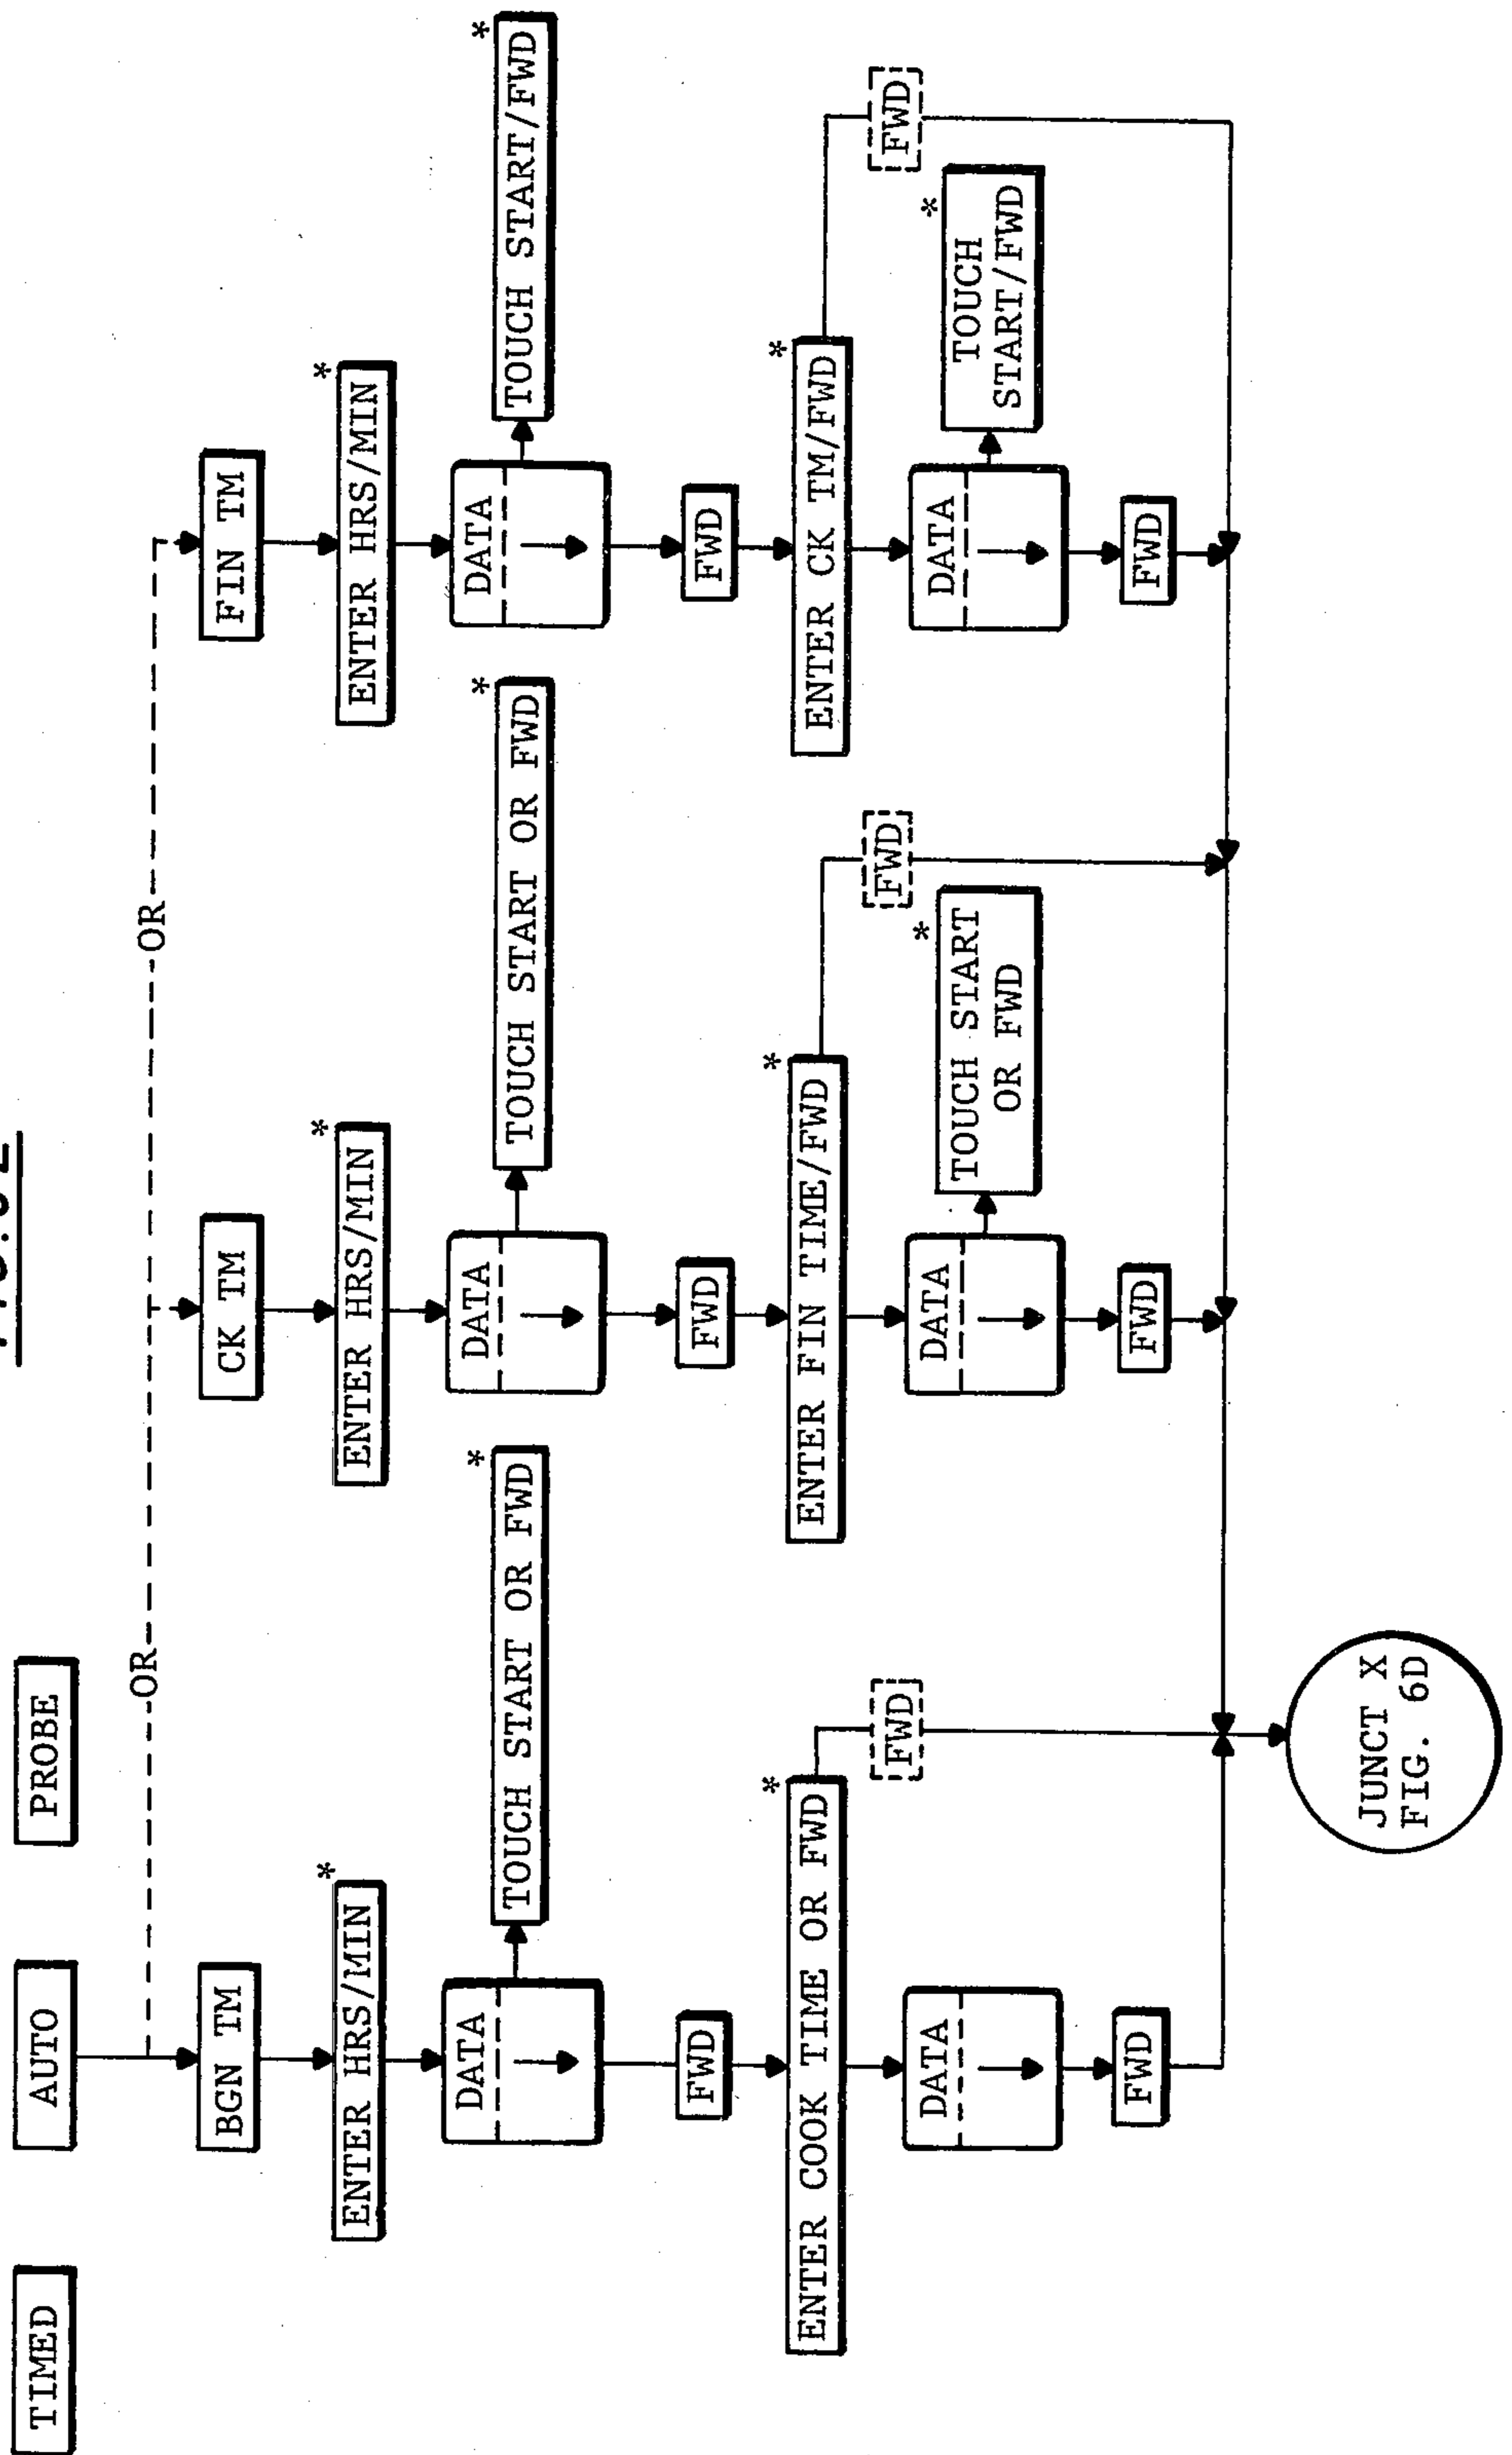 TIMED
AUTO
PROBE
OR
OR
BGN TM
CK TM
FIN TM
ENTER HRS/MIN *
ENTER HRS/MIN *
ENTER HRS/MIN *
DATA
TOUCH START OR FWD *
DATA
TOUCH START OR FWD *
DATA
TOUCH START/FWD *
FWD
FWD
FWD
ENTER COOK TIME OR FWD *
ENTER FIN TIME/FWD *
ENTER CK TM/FWD *
FWD
FWD
FWD
DATA
DATA
TOUCH START *
OR FWD
DATA
TOUCH *
START/FWD
FWD
FWD
FWD
JUNCT X
FIG. 6D